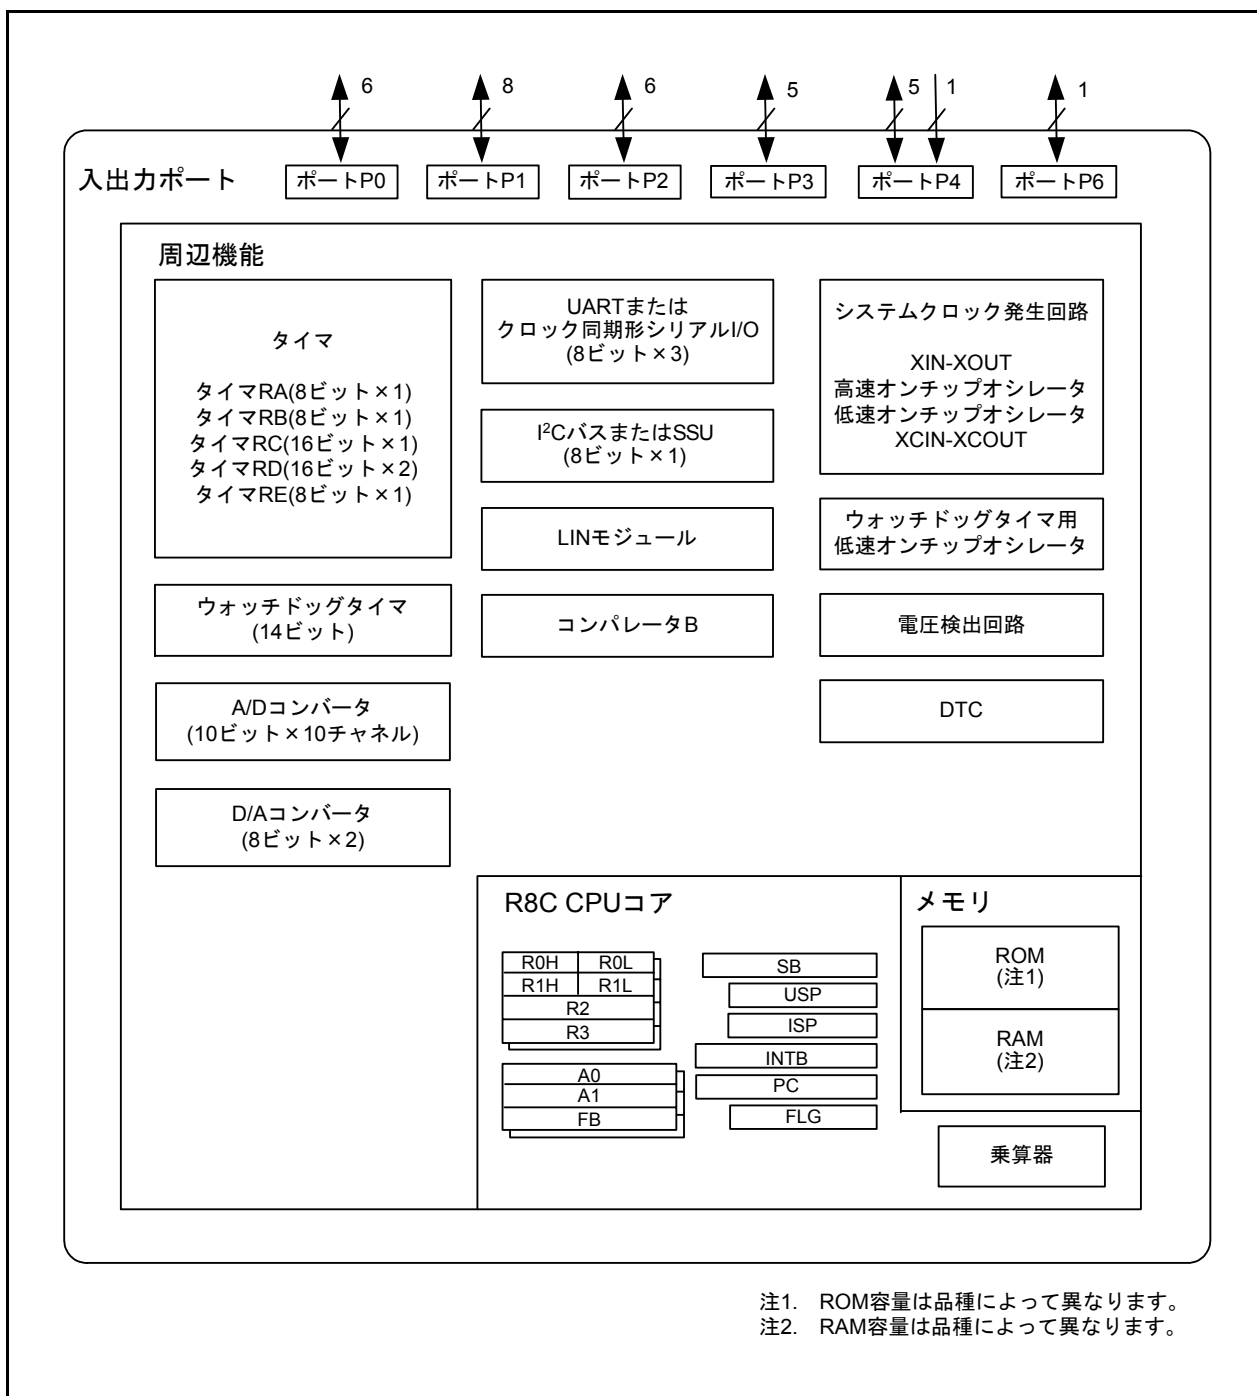 6 8 6 5 5 1 1
入出力ポート ポートP0 ポートP1 ポートP2 ポートP3 ポートP4 ポートP6
周辺機能
タイマ
タイマRA(8ビット×1)
タイマRB(8ビット×1)
タイマRC(16ビット×1)
タイマRD(16ビット×2)
タイマRE(8ビット×1)
ウォッチドッグタイマ
(14ビット)
A/Dコンバータ
(10ビット×10チャネル)
D/Aコンバータ
(8ビット×2)
UARTまたは
クロック同期形シリアルI/O
(8ビット×3)
I²CバスまたはSSU
(8ビット×1)
LINモジュール
コンパレータB
システムクロック発生回路
XIN-XOUT
高速オンチップオシレータ
低速オンチップオシレータ
XCIN-XCOUT
ウォッチドッグタイマ用
低速オンチップオシレータ
電圧検出回路
DTC
R8C CPUコア
R0H R0L
R1H R1L
R2
R3
A0
A1
FB
SB
USP
ISP
INTB
PC
FLG
メモリ
ROM
(注1)
RAM
(注2)
乗算器
注1. ROM容量は品種によって異なります。
注2. RAM容量は品種によって異なります。